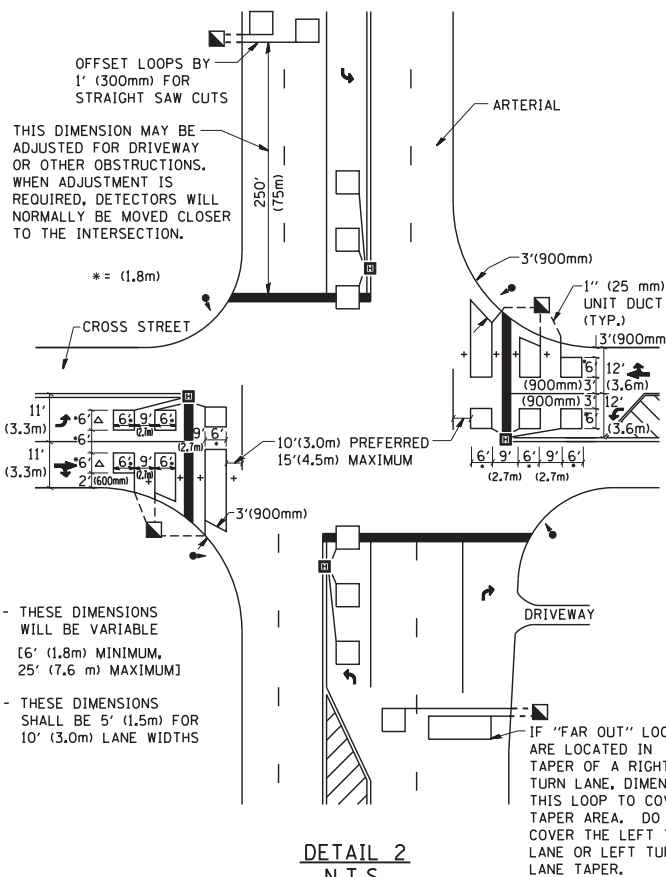 OFFSET LOOPS BY
1' (300mm) FOR
STRAIGHT SAW CUTS
ARTERIAL
THIS DIMENSION MAY BE
ADJUSTED FOR DRIVEWAY
OR OTHER OBSTRUCTIONS.
WHEN ADJUSTMENT IS
REQUIRED, DETECTORS WILL
NORMALLY BE MOVED CLOSER
TO THE INTERSECTION.
250'
(75m)
* = (1.8m)
3'(900mm)
1" (25 mm)
UNIT DUCT
(TYP.)
CROSS STREET
H
3'(900mm
*6'
12'
(3.6m)
(900mm) 3'
(900mm) 3'
*6'
12'
(3.6m)
H
6' 9' 6' 9' 6'
(2.7m) (2.7m)
11'
(3.3m)
*6'
*6'
6' 9' 6'
(2.7m)
H
9' 6'
(2.7m)
11'
(3.3m)
*6'
2' (600mm)
6' 9' 6'
(2.7m)
10'(3.0m) PREFERRED
15'(4.5m) MAXIMUM
3'(900mm)
H
- THESE DIMENSIONS
WILL BE VARIABLE
[6' (1.8m) MINIMUM,
25' (7.6 m) MAXIMUM]
- THESE DIMENSIONS
SHALL BE 5' (1.5m) FOR
10' (3.0m) LANE WIDTHS
DRIVEWAY
IF "FAR OUT" LOO
ARE LOCATED IN
TAPER OF A RIGHT
TURN LANE, DIMEN
THIS LOOP TO COV
TAPER AREA. DO
COVER THE LEFT T
LANE OR LEFT TU
LANE TAPER.
DETAIL 2
N.T.S.